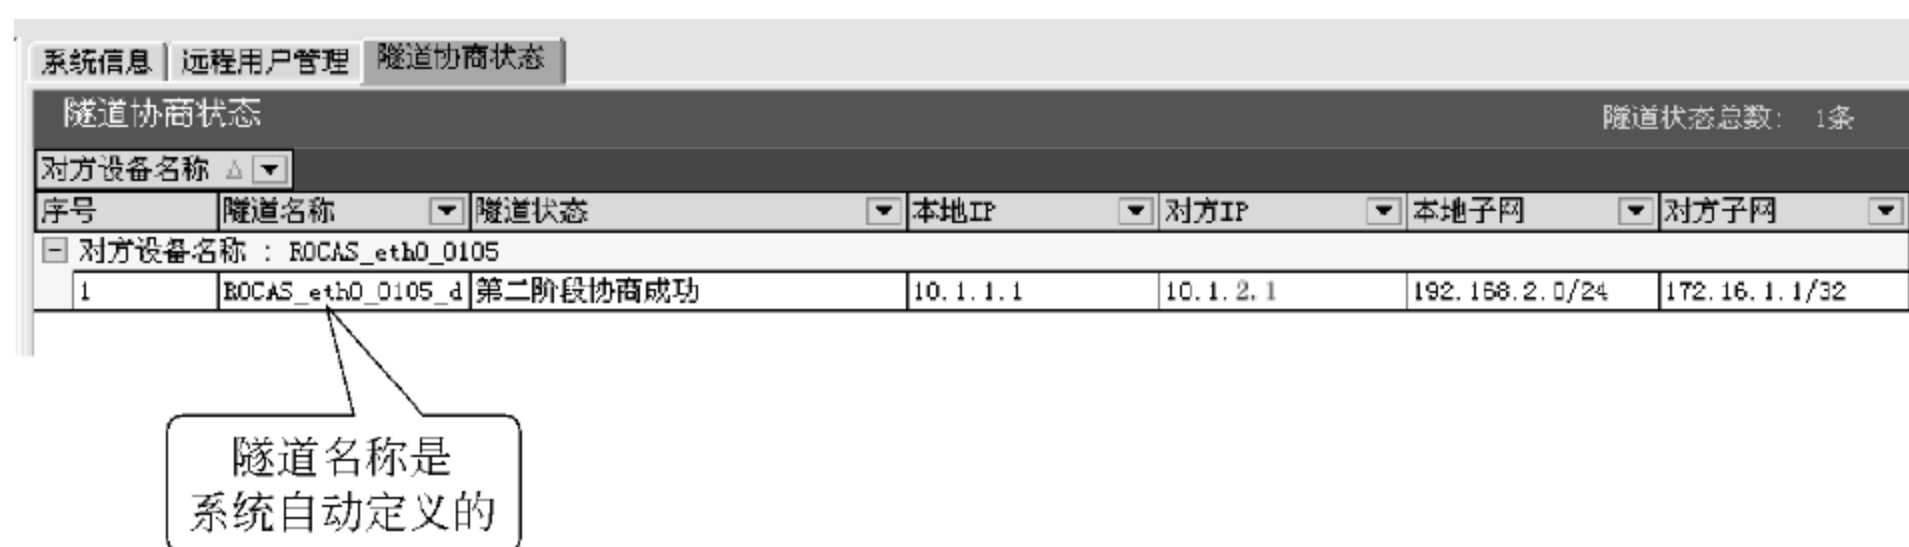 系统信息 远程用户管理 隧道协商状态
隧道协商状态 隧道状态总数: 1条
对方设备名称
序号 隧道名称 隧道状态 本地IP 对方IP 本地子网 对方子网
对方设备名称 : ROCAS_eth0_0105
1 ROCAS_eth0_0105_d 第二阶段协商成功 10.1.1.1 10.1.2.1 192.168.2.0/24 172.16.1.1/32
隧道名称是
系统自动定义的